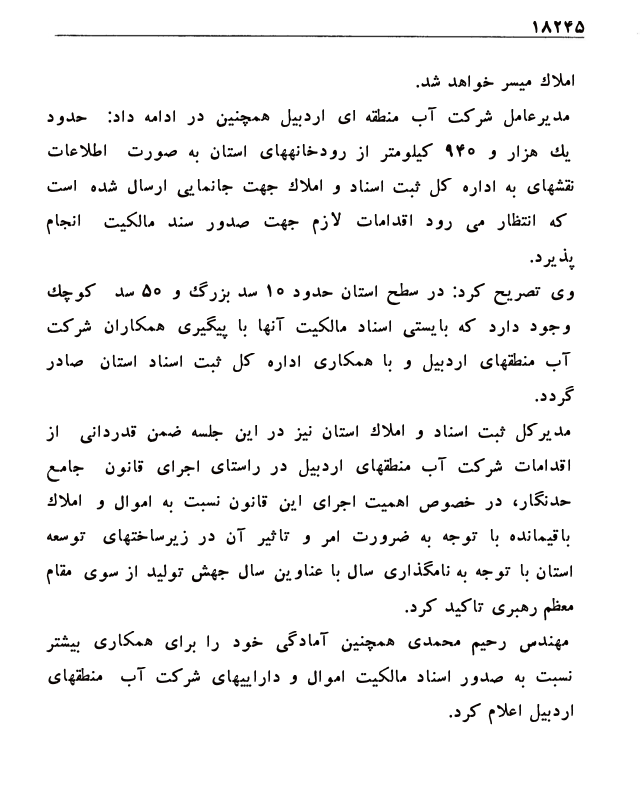 ۱۸۲۴۵
املاك میسر خواهد شد.
مدیرعامل شرکت آب منطقه ای اردبیل همچنین در ادامه داد: حدود
یك هزار و ۹۴۰ کیلومتر از رودخانههای استان به صورت اطلاعات
نقشهای به اداره کل ثبت اسناد و املاك جهت جانمایی ارسال شده است
که انتظار می رود اقدامات لازم جهت صدور سند مالکیت انجام
پذیرد.
وی تصریح کرد: در سطح استان حدود ۱۰ سد بزرگ و ۵۰ سد کوچك
وجود دارد که بایستی اسناد مالکیت آنها با پیگیری همکاران شرکت
آب منطقهای اردبیل و با همکاری اداره کل ثبت اسناد استان صادر
گردد.
مدیرکل ثبت اسناد و املاك استان نیز در این جلسه ضمن قدردانی از
اقدامات شرکت آب منطقهای اردبیل در راستای اجرای قانون جامع
حدنگار، در خصوص اهمیت اجرای این قانون نسبت به اموال و املاك
باقیمانده با توجه به ضرورت امر و تاثیر آن در زیرساختهای توسعه
استان با توجه به نامگذاری سال با عناوین سال جهش تولید از سوی مقام
معظم رهبری تاکید کرد.
مهندس رحیم محمدی همچنین آمادگی خود را برای همکاری بیشتر
نسبت به صدور اسناد مالکیت اموال و داراییهای شرکت آب منطقهای
اردبیل اعلام کرد.